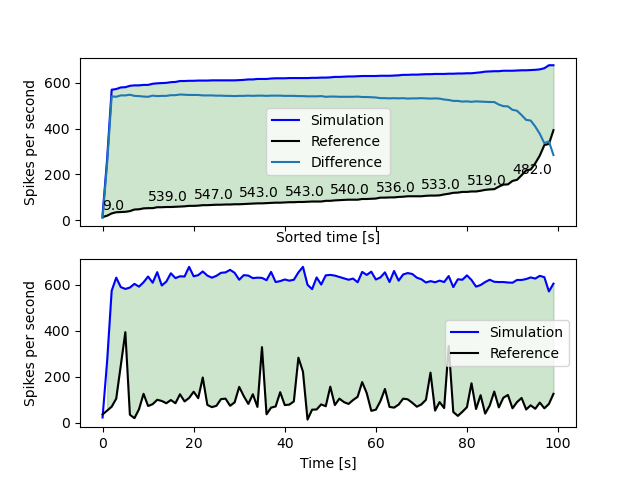 600
400
200
0
Spikes per second
Simulation
Reference
Difference
9.0 539.0 547.0 543.0 543.0 540.0 536.0 533.0 519.0 482.0
Sorted time [s]
600
400
200
0
Spikes per second
Simulation
Reference
0 20 40 60 80 100
Time [s]